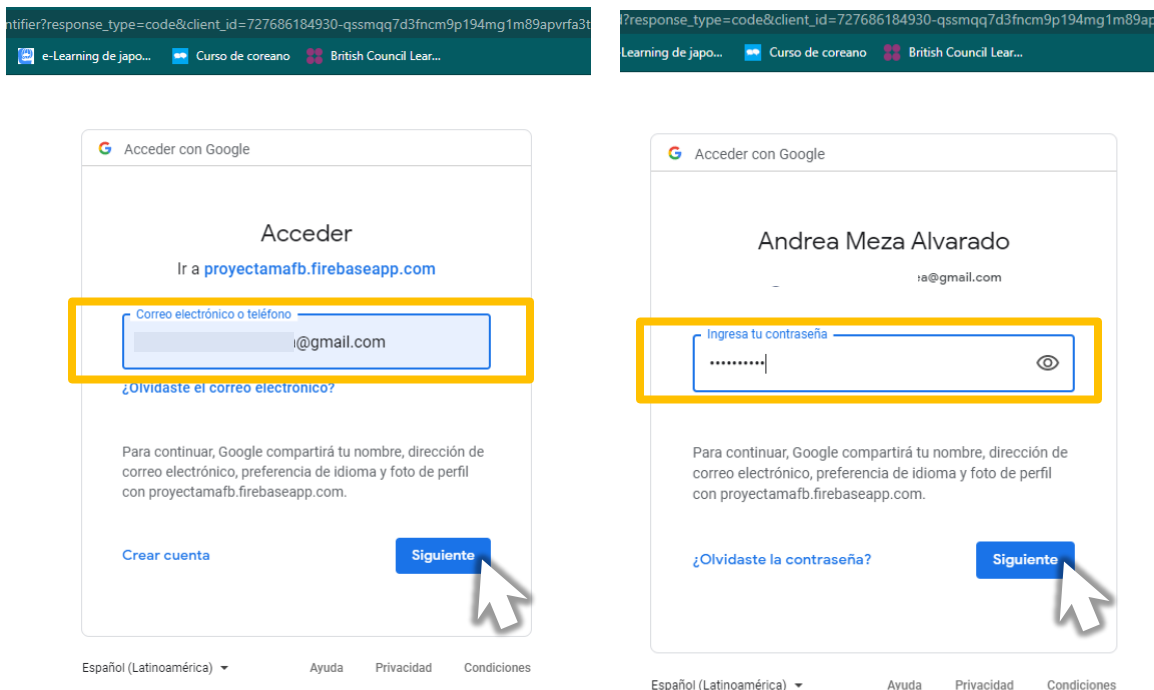 ntifier?response_type=code&client_id=727686184930-qssmqq7d3fncm9p194mg1m89apvrfa3t
e-Learning de japo... Curso de coreano British Council Lear...
Acceder con Google
Acceder
Ir a proyectamafb.firebaseapp.com
Correo electrónico o teléfono
@gmail.com
¿Olvidaste el correo electrónico?
Para continuar, Google compartirá tu nombre, dirección de
correo electrónico, preferencia de idioma y foto de perfil
con proyectamafb.firebaseapp.com.
Crear cuenta Siguiente
Español (Latinoamérica) Ayuda Privacidad Condiciones
?response_type=code&client_id=727686184930-qssmqq7d3fncm9p194mg1m89ap
Learning de japo... Curso de coreano British Council Lear...
Acceder con Google
Andrea Meza Alvarado
a@gmail.com
Ingresa tu contraseña
••••••••••
Para continuar, Google compartirá tu nombre, dirección de
correo electrónico, preferencia de idioma y foto de perfil
con proyectamafb.firebaseapp.com.
¿Olvidaste la contraseña? Siguiente
Español (Latinoamérica) Ayuda Privacidad Condiciones